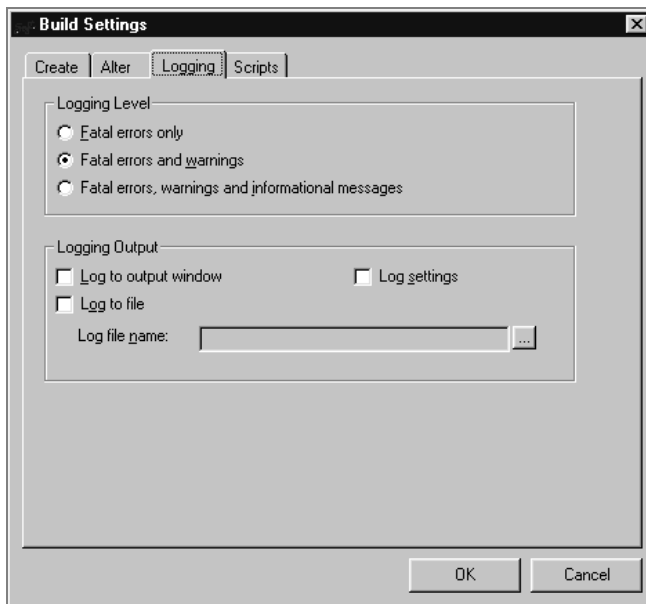 Build Settings
Create Alter Logging Scripts
Logging Level
Fatal errors only
Fatal errors and warnings
Fatal errors, warnings and informational messages
Logging Output
Log to output window Log settings
Log to file
Log file name: ...
OK Cancel